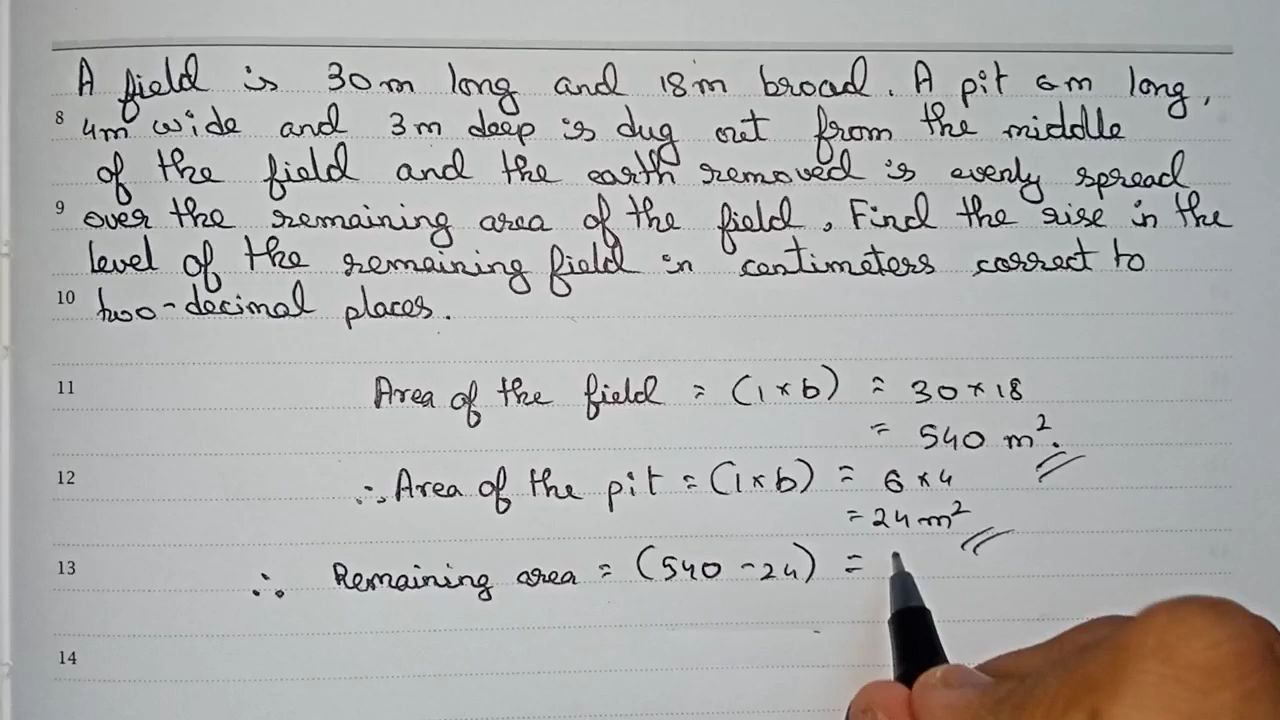 A field is 30m long and 18m broad. A pit 6m long,
8 4m wide and 3m deep is dug out from the middle
of the field and the earth removed is evenly spread
9 over the remaining area of the field. Find the rise in the
level of the remaining field in centimeters correct to
10 two-decimal places.
11 Area of the field = (l × b) = 30 × 18
= 540 m².
12 ∴ Area of the pit = (l × b) = 6 × 4
= 24 m²
13 ∴ Remaining area = (540 - 24) =
14